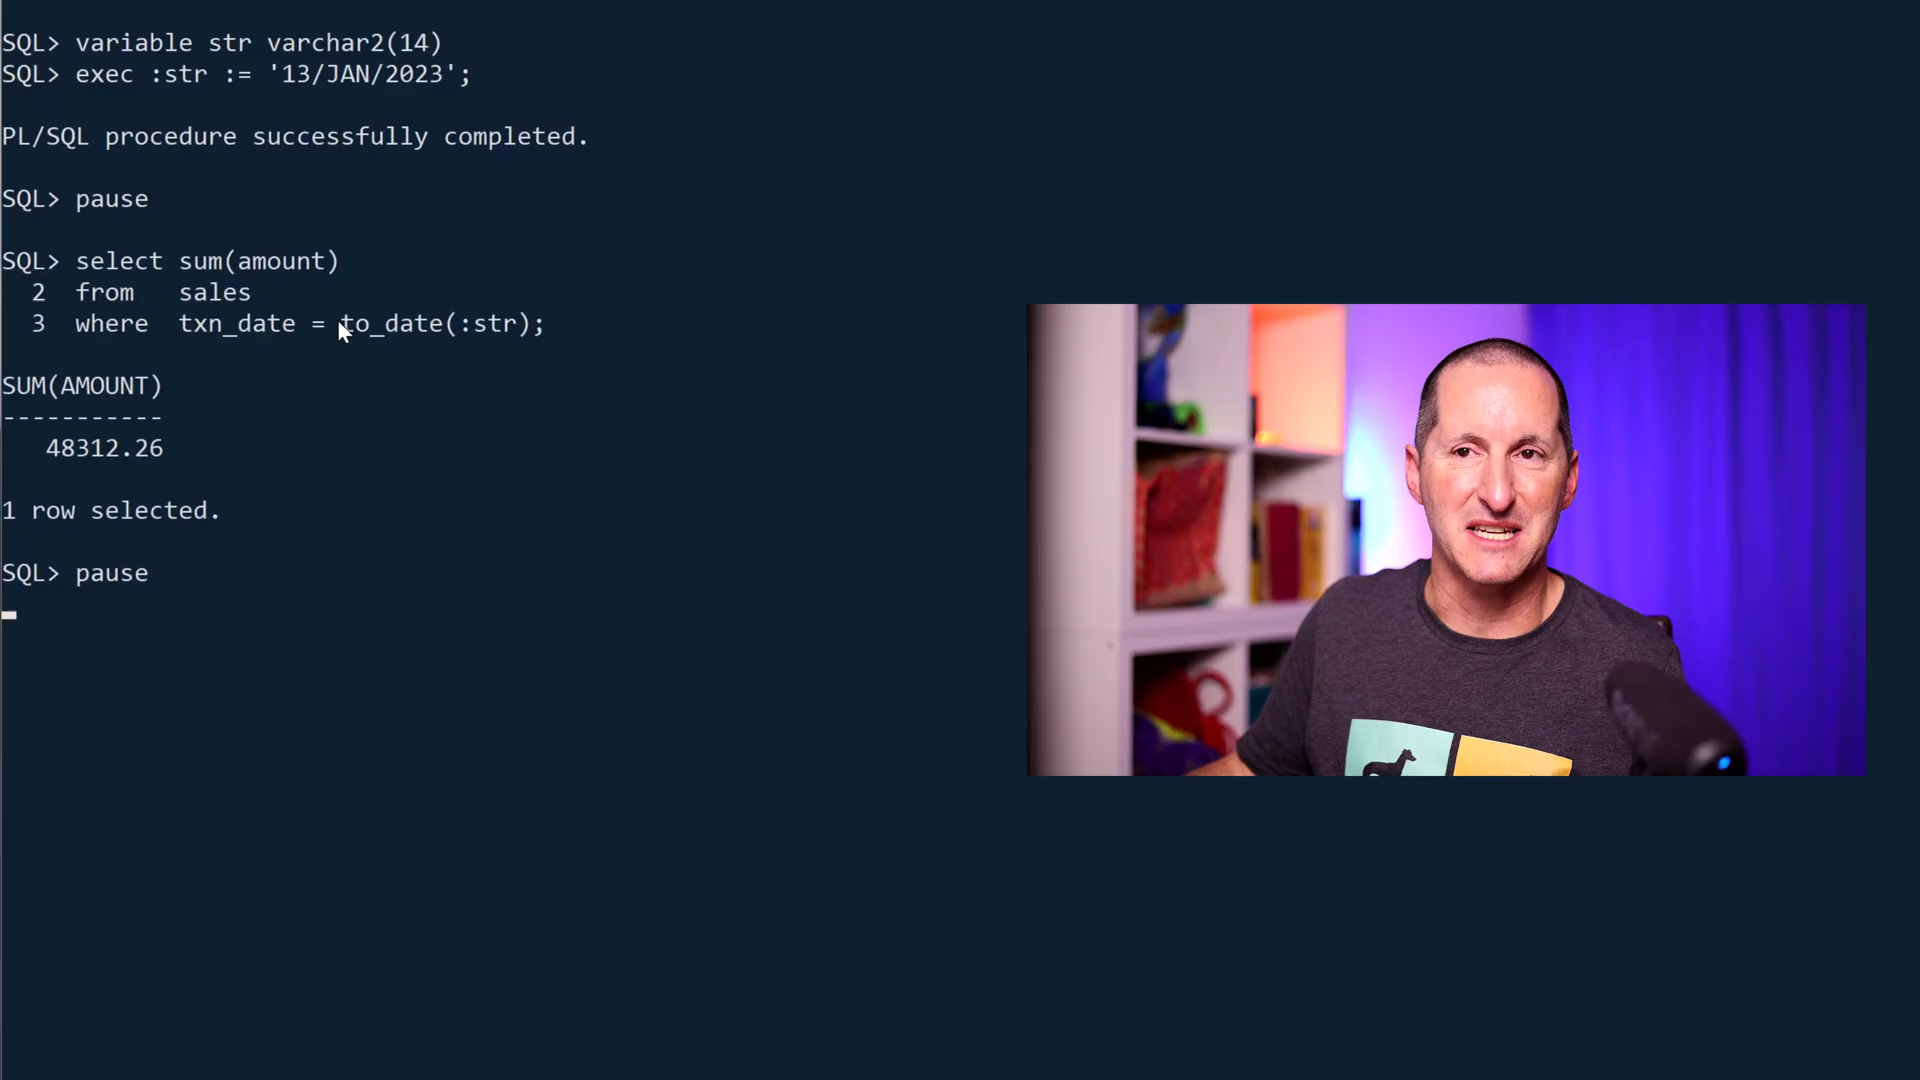 SQL> variable str varchar2(14)
SQL> exec :str := '13/JAN/2023';
PL/SQL procedure successfully completed.
SQL> pause
SQL> select sum(amount)
2 from sales
3 where txn_date = to_date(:str);
SUM(AMOUNT)
-----------
48312.26
1 row selected.
SQL> pause